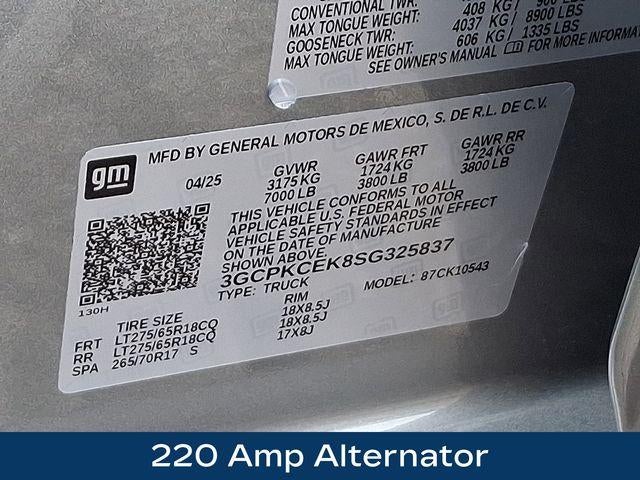 CONVENTIONAL TWR:
408 KG / 900 LBS
MAX TONGUE WEIGHT:
4037 KG / 8900 LBS
GOOSENECK TWR:
606 KG / 1335 LBS
MAX TONGUE WEIGHT:
SEE OWNER'S MANUAL FOR MORE INFORMAT
gm
MFD BY GENERAL MOTORS DE MEXICO, S. DE R.L. DE C.V.
04/25
GVWR GAWR FRT GAWR RR
3175 KG 1724 KG 1724 KG
7000 LB 3800 LB 3800 LB
THIS VEHICLE CONFORMS TO ALL
APPLICABLE U.S. FEDERAL MOTOR
VEHICLE SAFETY STANDARDS IN EFFECT
ON THE DATE OF MANUFACTURE
SHOWN ABOVE.
3GCPKCEK8SG325837
TYPE: TRUCK MODEL: 87CK10543
130H
TIRE SIZE RIM
FRT LT275/65R18CQ 18X8.5J
RR LT275/65R18CQ 18X8.5J
SPA 265/70R17 S 17X8J
220 Amp Alternator